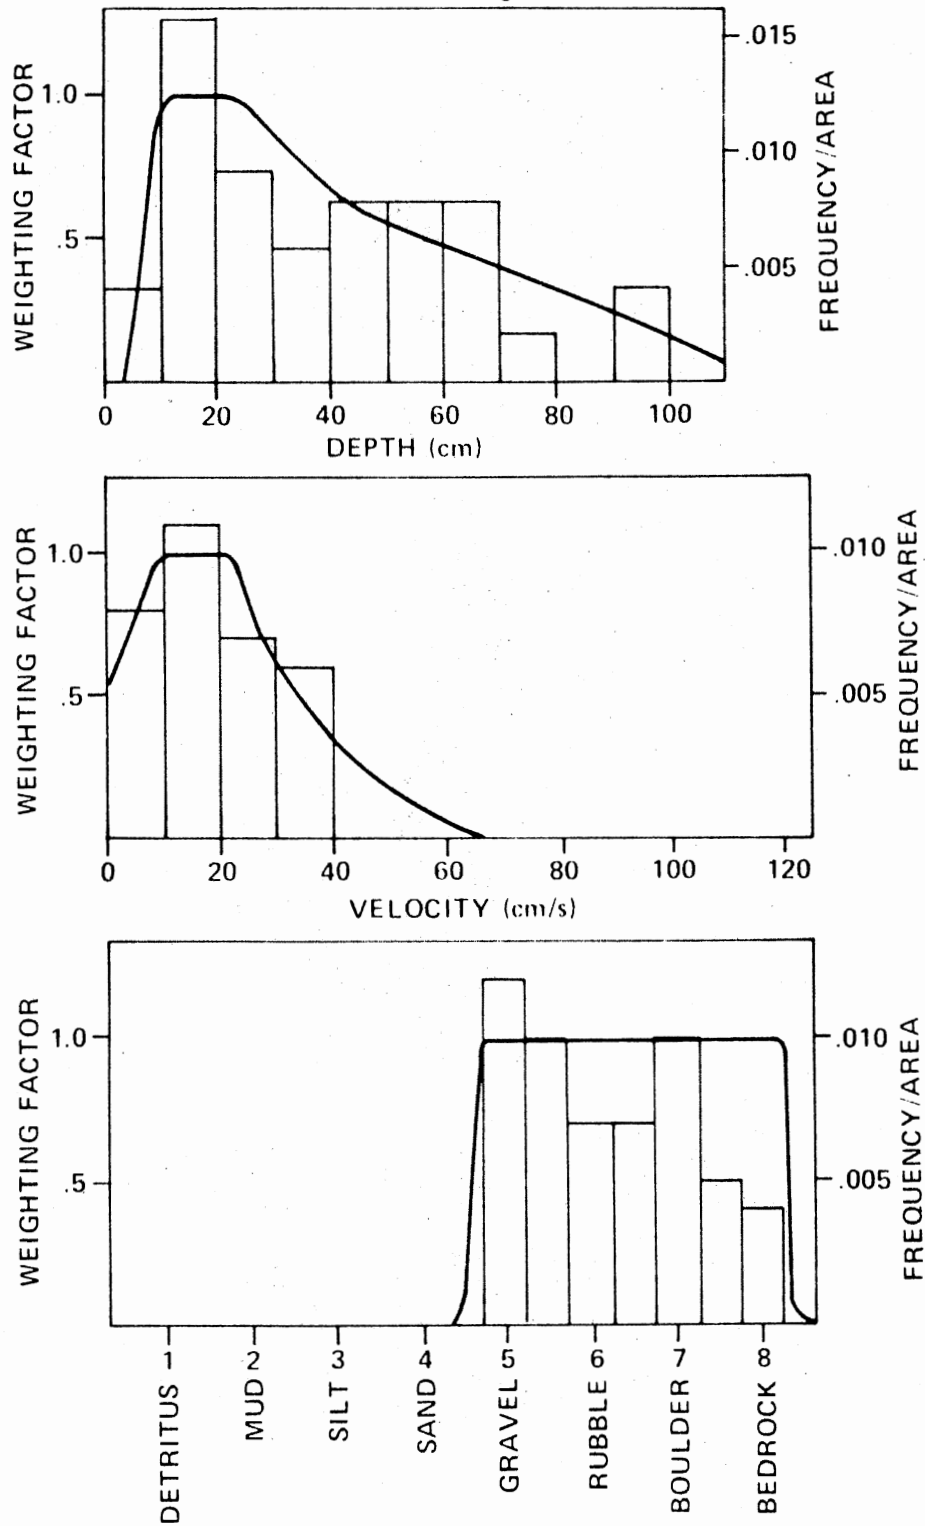 WEIGHTING FACTOR
1.0
.5
.015
.010
.005
FREQUENCY/AREA
0 20 40 60 80 100
DEPTH (cm)
WEIGHTING FACTOR
1.0
.5
.010
.005
FREQUENCY/AREA
0 20 40 60 80 100 120
VELOCITY (cm/s)
WEIGHTING FACTOR
1.0
.5
.010
.005
FREQUENCY/AREA
DETRITUS 1
MUD 2
SILT 3
SAND 4
GRAVEL 5
RUBBLE 6
BOULDER 7
BEDROCK 8